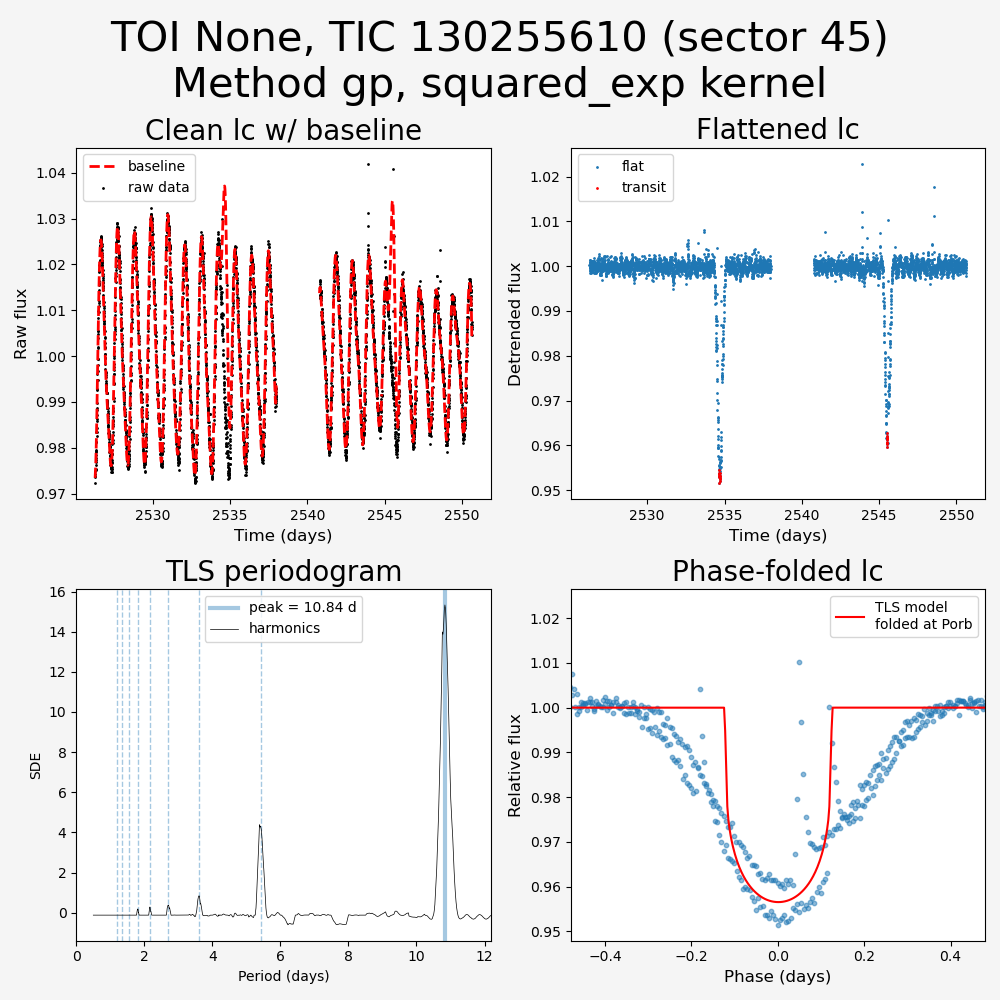 TOI None, TIC 130255610 (sector 45)
Method gp, squared_exp kernel
Clean lc w/ baseline
baseline
raw data
1.04
1.03
1.02
1.01
1.00
0.99
0.98
0.97
Raw flux
2530
2535
2540
2545
2550
Time (days)
Flattened lc
flat
transit
1.02
1.01
1.00
0.99
0.98
0.97
0.96
0.95
Detrended flux
2530
2535
2540
2545
2550
Time (days)
TLS periodogram
peak = 10.84 d
harmonics
16
14
12
10
8
6
4
2
0
SDE
0
2
4
6
8
10
12
Period (days)
Phase-folded lc
TLS model
folded at Porb
1.02
1.01
1.00
0.99
0.98
0.97
0.96
0.95
Relative flux
−0.4
−0.2
0.0
0.2
0.4
Phase (days)